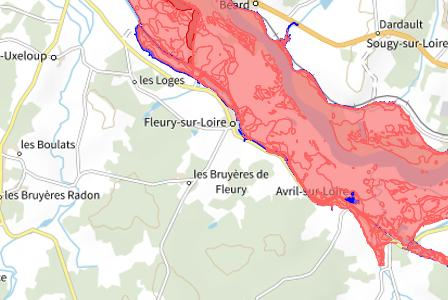 Béard
Dardault
Sougy-sur-Loire
-Uxeloup
les Loges
Fleury-sur-Loire
les Boulats
les Bruyères de
Fleury
Avril-sur-Loire
les Bruyères Radon
ce